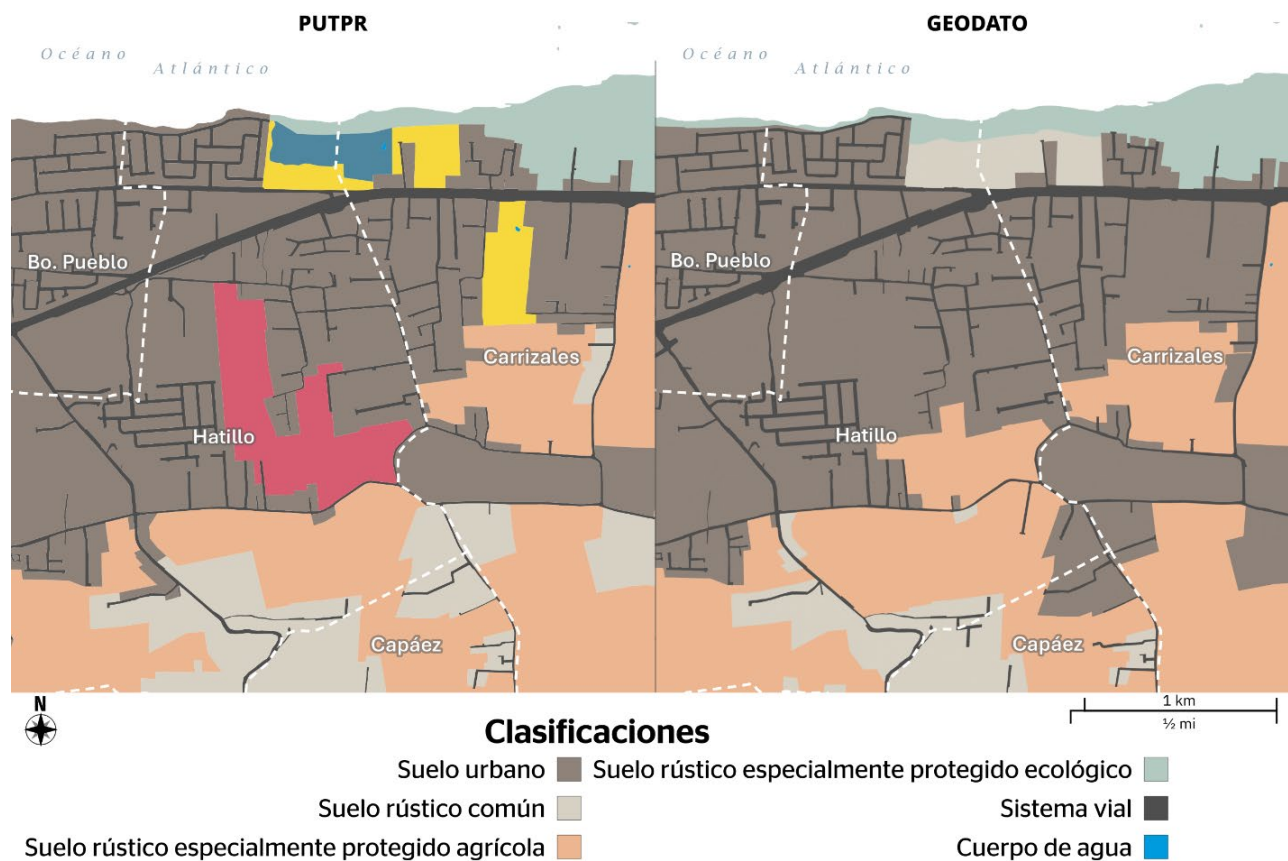 PUTPR
GEODATO
Océano
Atlántico
Océano
Atlántico
Bo. Pueblo
Carrizales
Hatillo
Capáez
Bo. Pueblo
Carrizales
Hatillo
Capáez
N
1 km
½ mi
Clasificaciones
Suelo urbano
Suelo rústico común
Suelo rústico especialmente protegido agrícola
Suelo rústico especialmente protegido ecológico
Sistema vial
Cuerpo de agua